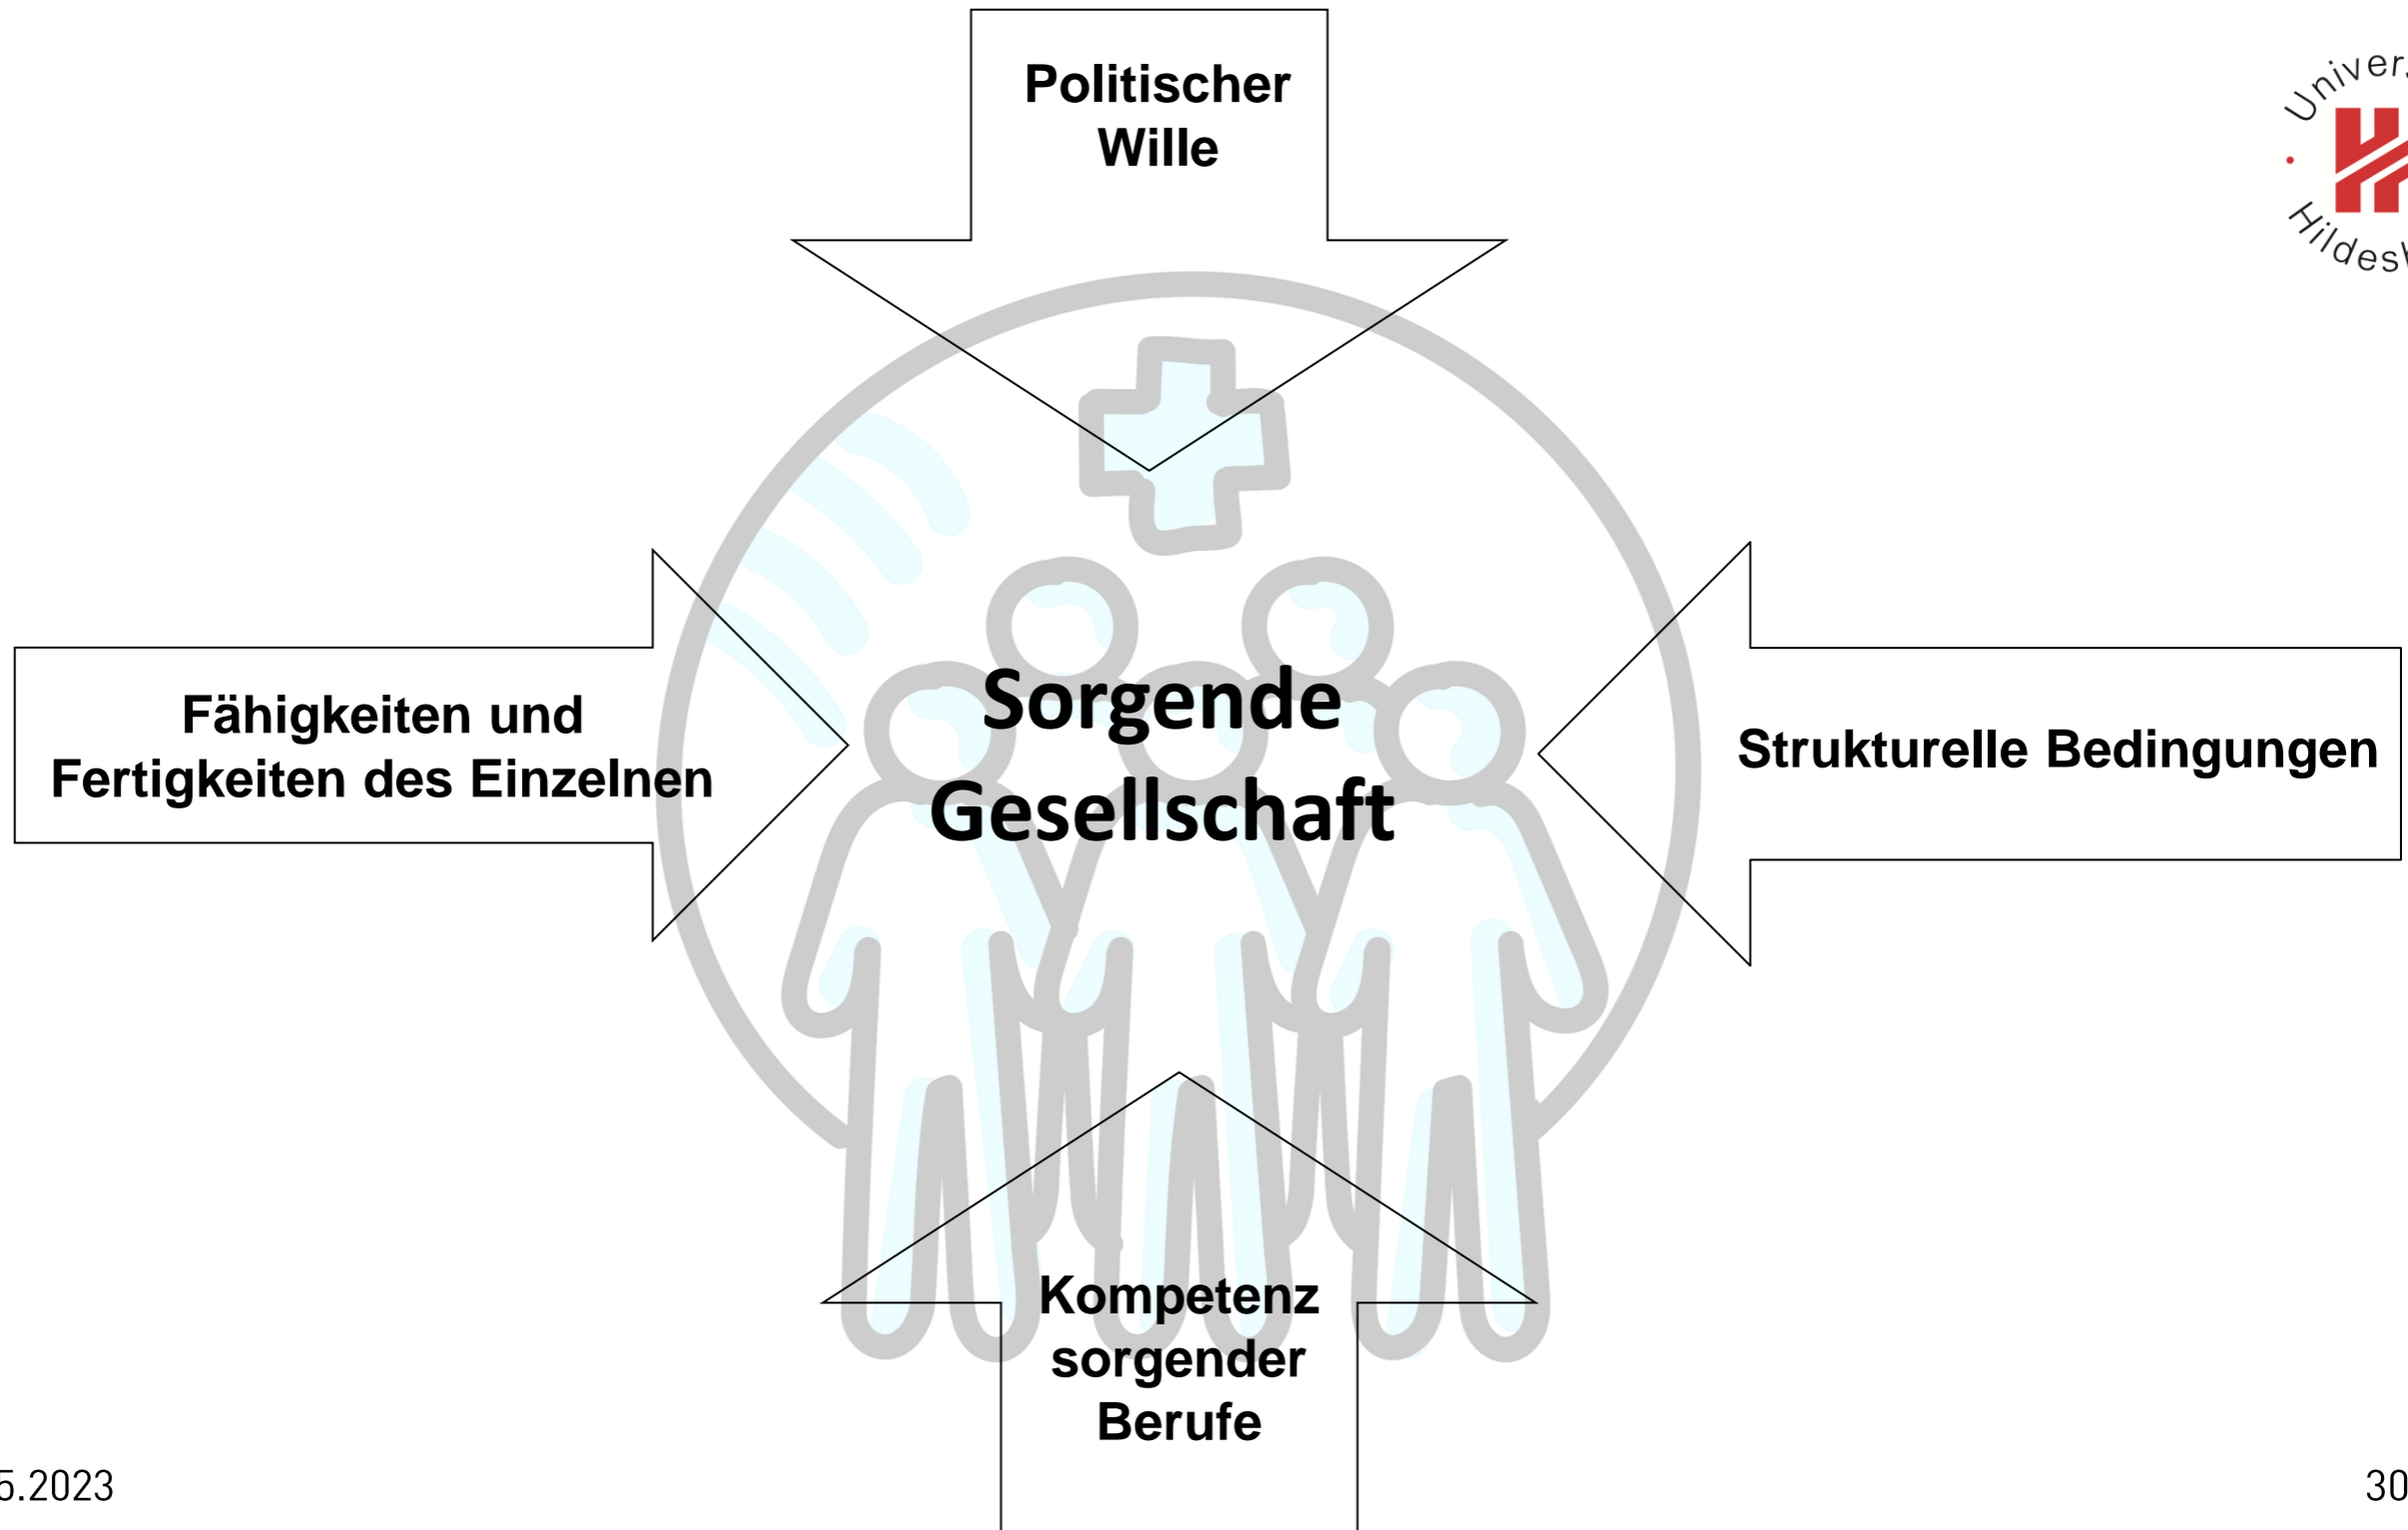 Politischer
Wille
Fähigkeiten und
Fertigkeiten des Einzelnen
Sorgende
Gesellschaft
Strukturelle Bedingungen
Kompetenz
sorgender
Berufe
5.2023
30